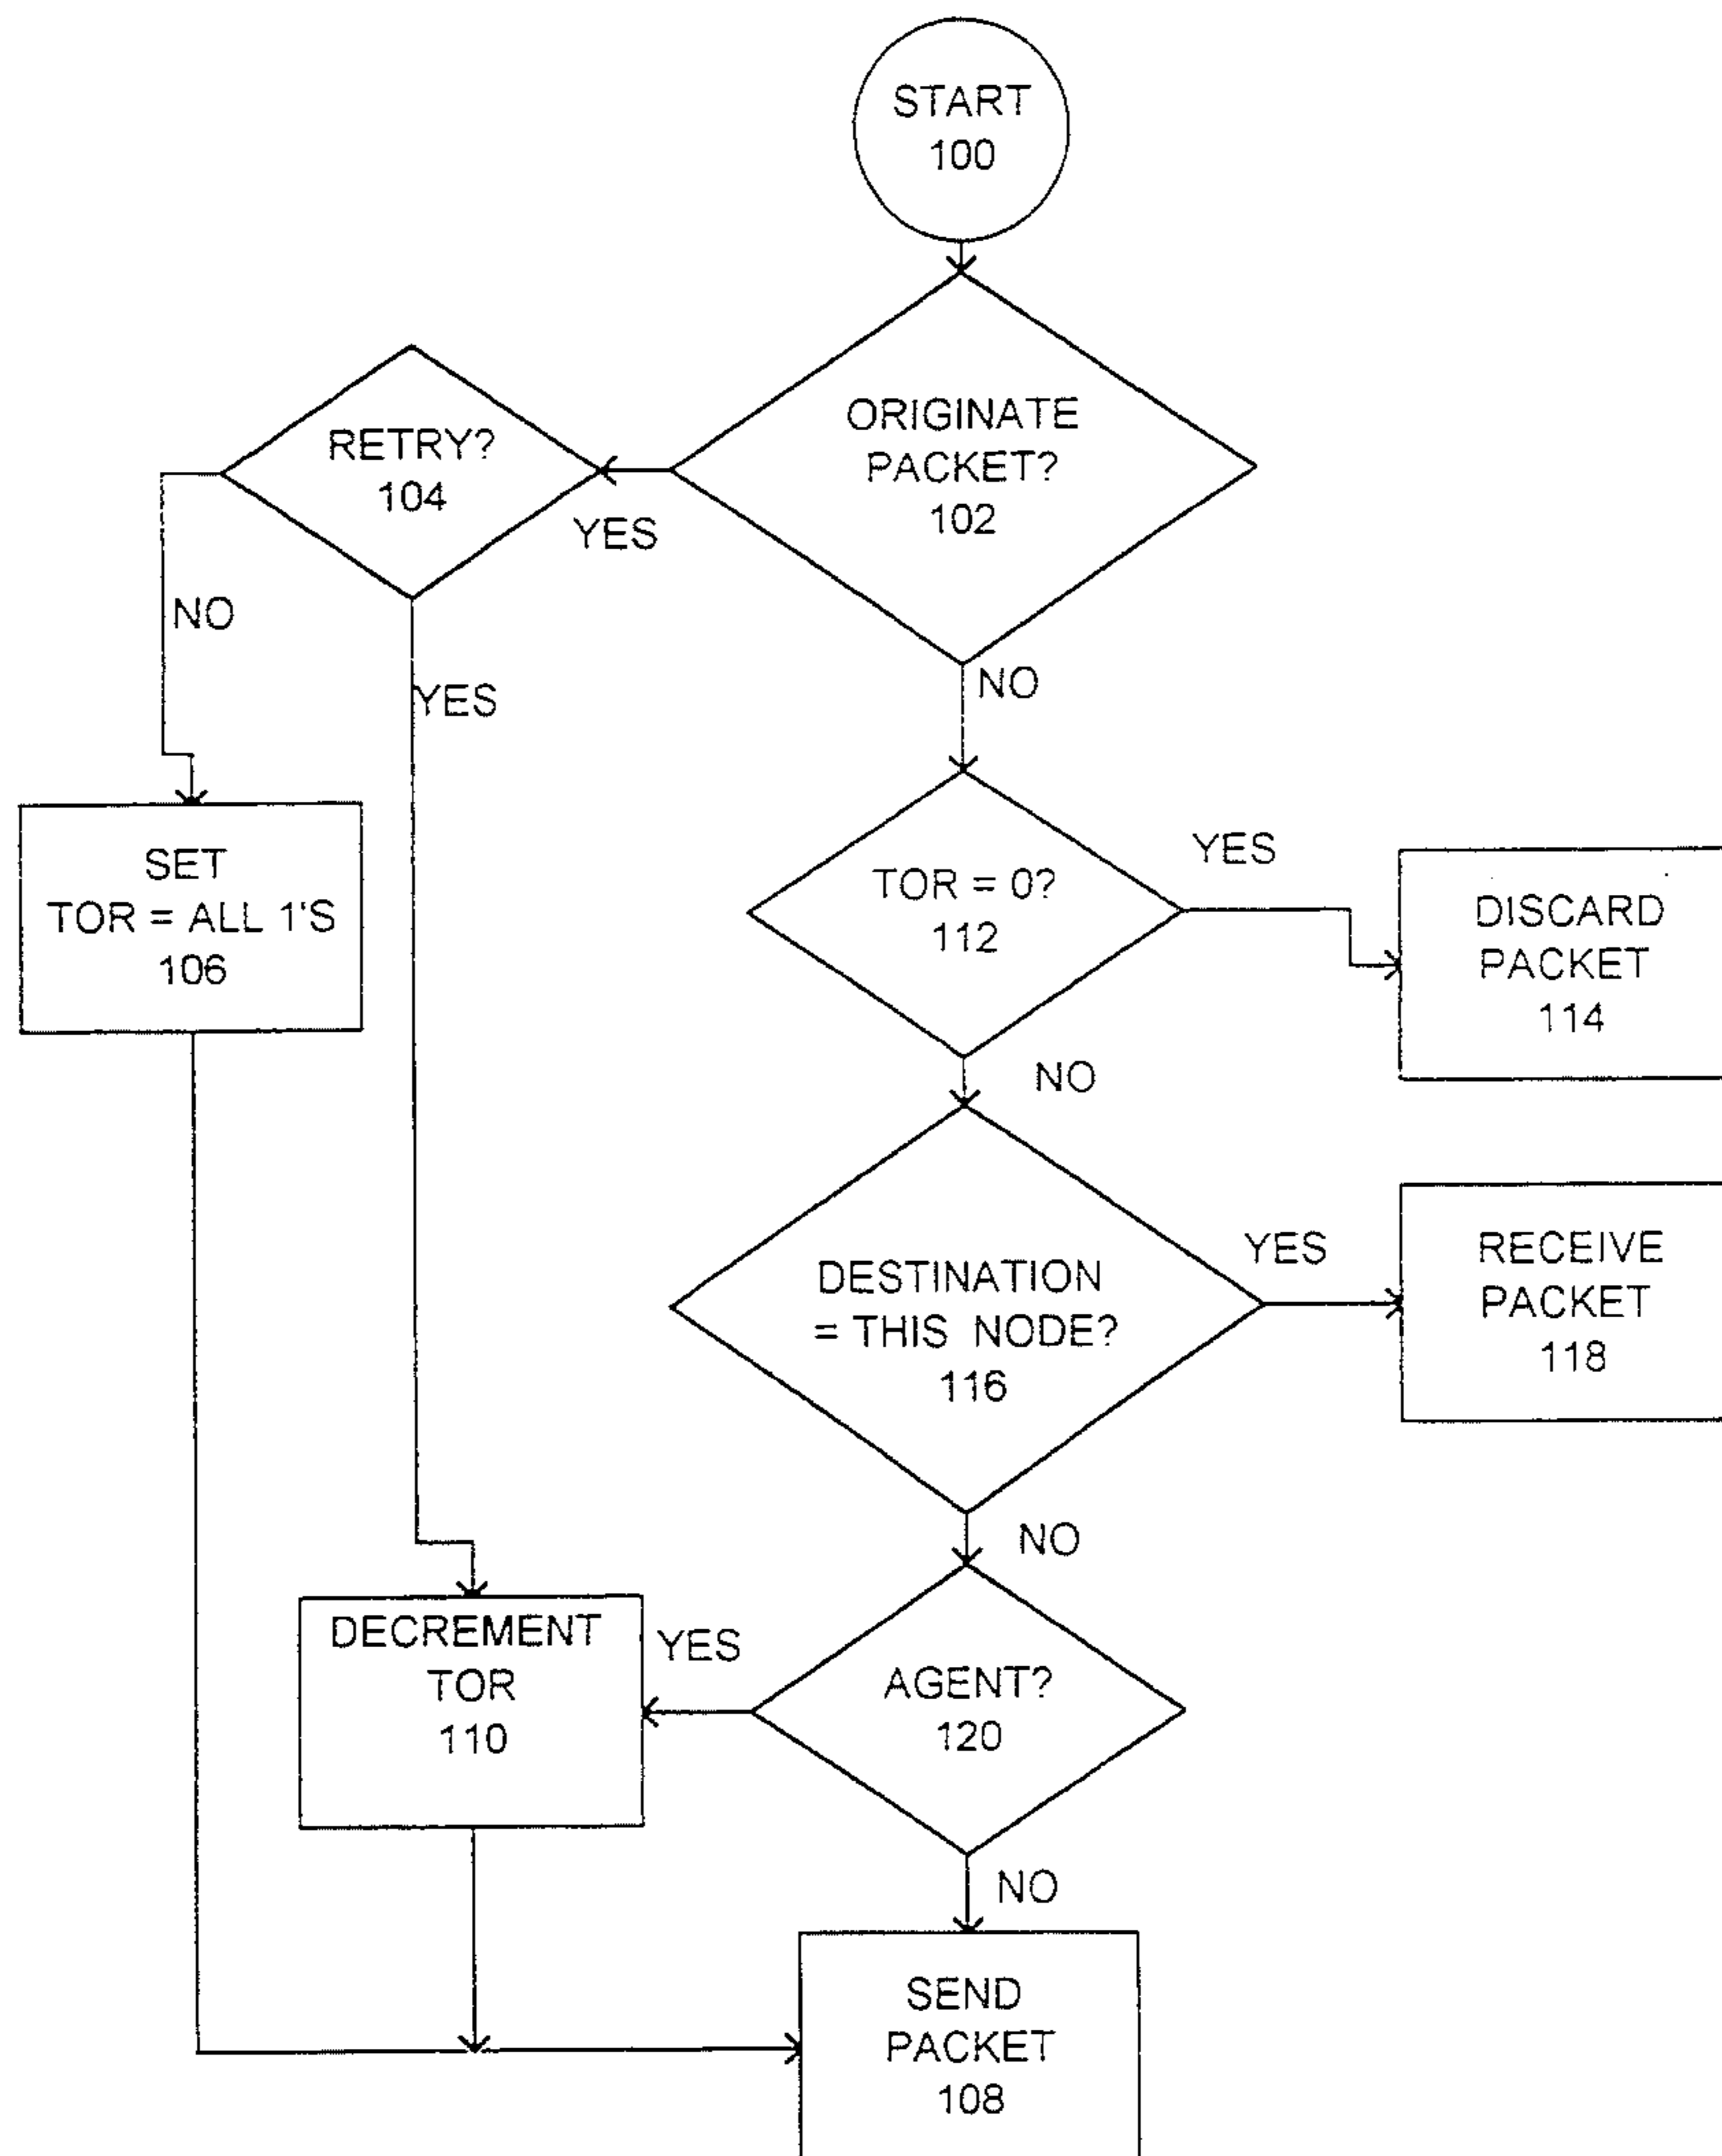 START
100
ORIGINATE
PACKET?
102
RETRY?
104
YES
NO
YES
NO
SET
TOR = ALL 1'S
106
TOR = 0?
112
YES
DISCARD
PACKET
114
NO
DESTINATION
= THIS NODE?
116
YES
RECEIVE
PACKET
118
NO
DECREMENT
TOR
110
YES
AGENT?
120
NO
SEND
PACKET
108